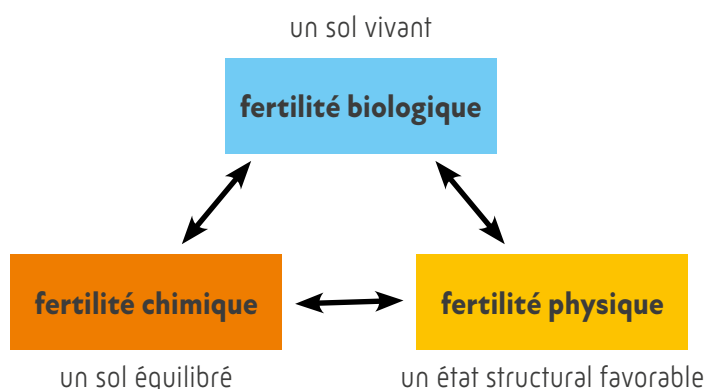 un sol vivant
fertilité biologique
fertilité chimique
fertilité physique
un sol équilibré
un état structural favorable